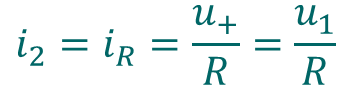 i₂ = i_R = u₊/R = u₁/R